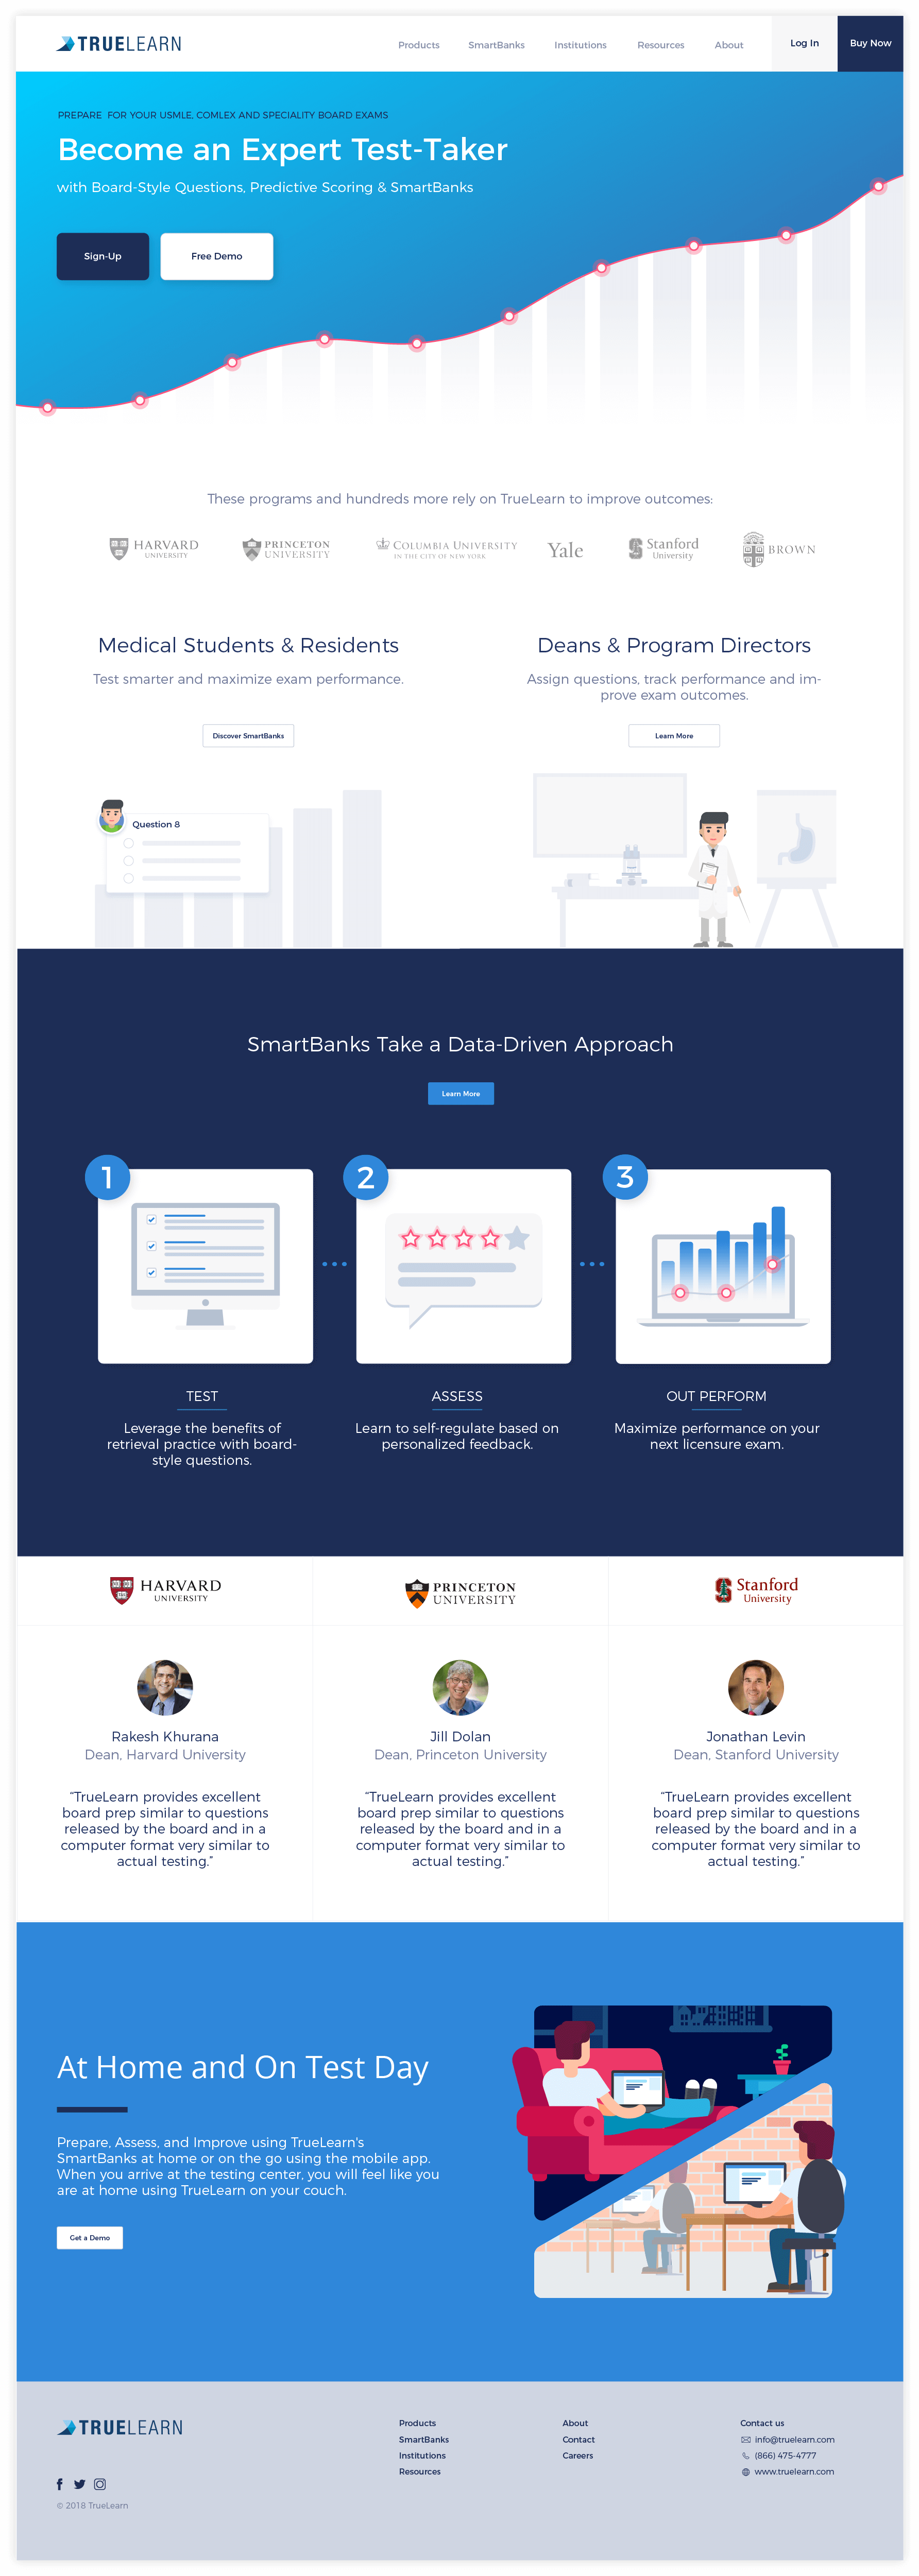 TRUELEARN
Products SmartBanks Institutions Resources About Log In Buy Now
PREPARE FOR YOUR USMLE, COMLEX AND SPECIALITY BOARD EXAMS
Become an Expert Test-Taker
with Board-Style Questions, Predictive Scoring & SmartBanks
Sign-Up Free Demo
These programs and hundreds more rely on TrueLearn to improve outcomes:
HARVARD
UNIVERSITY
PRINCETON
UNIVERSITY
COLUMBIA UNIVERSITY
IN THE CITY OF NEW YORK
Yale
Stanford
University
BROWN
Medical Students & Residents
Test smarter and maximize exam performance.
Discover SmartBanks
Deans & Program Directors
Assign questions, track performance and im-
prove exam outcomes.
Learn More
Question 8
SmartBanks Take a Data-Driven Approach
Learn More
1
2
3
TEST
Leverage the benefits of
retrieval practice with board-
style questions.
ASSESS
Learn to self-regulate based on
personalized feedback.
OUT PERFORM
Maximize performance on your
next licensure exam.
HARVARD
UNIVERSITY
PRINCETON
UNIVERSITY
Stanford
University
Rakesh Khurana
Dean, Harvard University
“TrueLearn provides excellent
board prep similar to questions
released by the board and in a
computer format very similar to
actual testing.”
Jill Dolan
Dean, Princeton University
“TrueLearn provides excellent
board prep similar to questions
released by the board and in a
computer format very similar to
actual testing.”
Jonathan Levin
Dean, Stanford University
“TrueLearn provides excellent
board prep similar to questions
released by the board and in a
computer format very similar to
actual testing.”
At Home and On Test Day
Prepare, Assess, and Improve using TrueLearn's
SmartBanks at home or on the go using the mobile app.
When you arrive at the testing center, you will feel like you
are at home using TrueLearn on your couch.
Get a Demo
TRUELEARN
© 2018 TrueLearn
Products
SmartBanks
Institutions
Resources
About
Contact
Careers
Contact us
info@truelearn.com
(866) 475-4777
www.truelearn.com